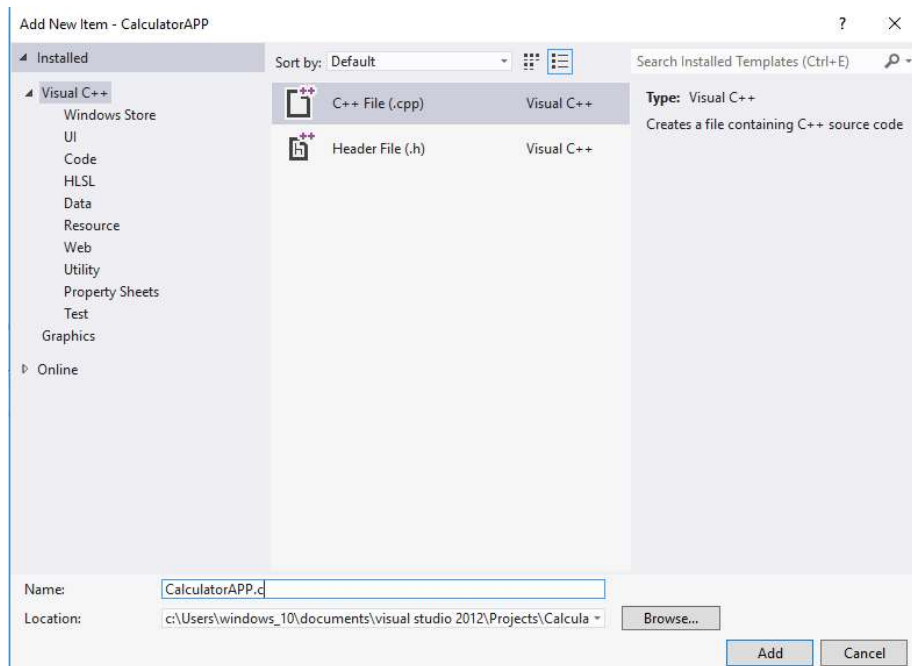 Add New Item - CalculatorAPP
? ×
Installed
Visual C++
Windows Store
UI
Code
HLSL
Data
Resource
Web
Utility
Property Sheets
Test
Graphics
Online
Sort by: Default
C++ File (.cpp) Visual C++
Header File (.h) Visual C++
Search Installed Templates (Ctrl+E)
Type: Visual C++
Creates a file containing C++ source code
Name: CalculatorAPP.c
Location: c:\Users\windows_10\documents\visual studio 2012\Projects\Calcula
Browse...
Add Cancel